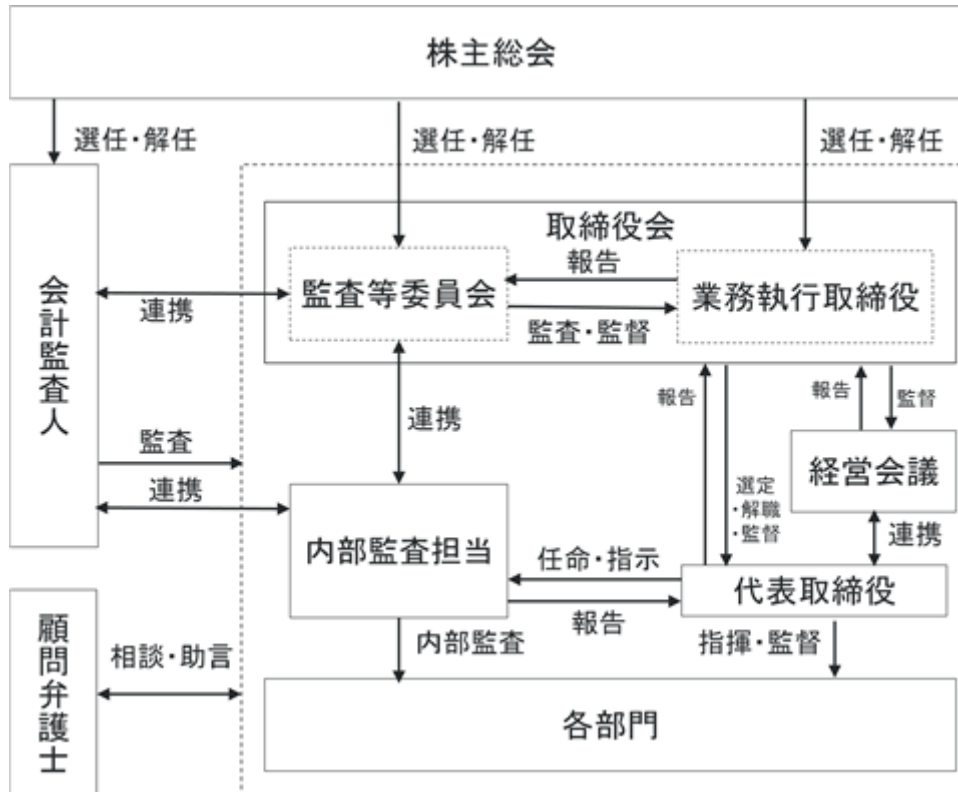 株主総会
選任・解任
選任・解任
選任・解任
取締役会
報告
監査等委員会
業務執行取締役
監査・監督
連携
会計監査人
連携
報告
監督
報告
経営会議
監査
連携
選定
・解職
・監督
連携
内部監査担当
任命・指示
代表取締役
報告
内部監査
指揮・監督
顧問弁護士
相談・助言
各部門